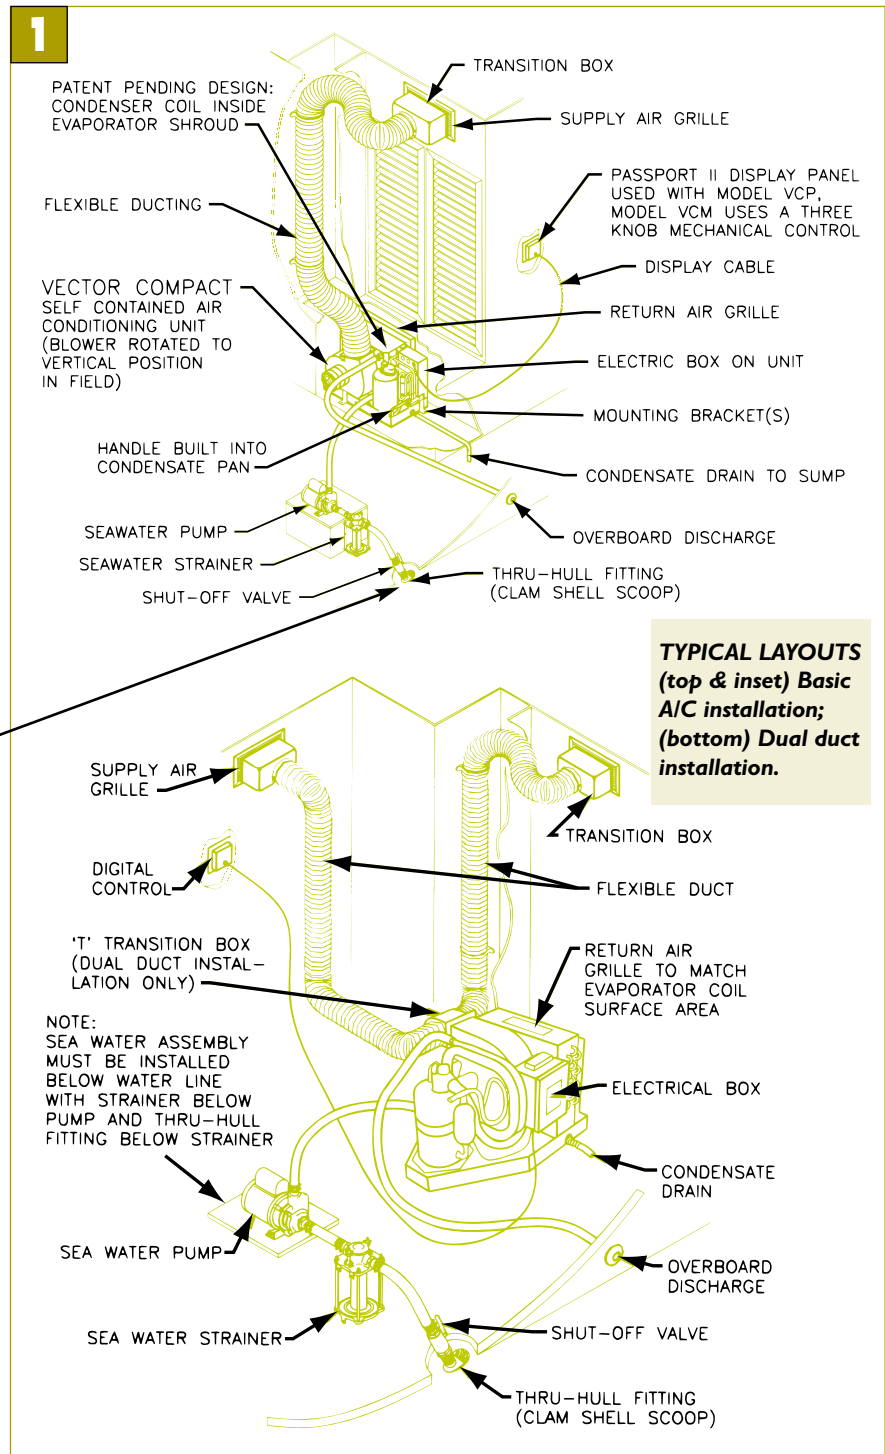 1
TRANSITION BOX
PATENT PENDING DESIGN:
CONDENSER COIL INSIDE
EVAPORATOR SHROUD
SUPPLY AIR GRILLE
PASSPORT II DISPLAY PANEL
USED WITH MODEL VCP,
MODEL VCM USES A THREE
KNOB MECHANICAL CONTROL
FLEXIBLE DUCTING
DISPLAY CABLE
VECTOR COMPACT
SELF CONTAINED AIR
CONDITIONING UNIT
(BLOWER ROTATED TO
VERTICAL POSITION
IN FIELD)
RETURN AIR GRILLE
ELECTRIC BOX ON UNIT
MOUNTING BRACKET(S)
HANDLE BUILT INTO
CONDENSATE PAN
CONDENSATE DRAIN TO SUMP
SEAWATER PUMP
OVERBOARD DISCHARGE
SEAWATER STRAINER
THRU-HULL FITTING
(CLAM SHELL SCOOP)
SHUT-OFF VALVE
TYPICAL LAYOUTS
(top & inset) Basic
A/C installation;
(bottom) Dual duct
installation.
SUPPLY AIR
GRILLE
TRANSITION BOX
DIGITAL
CONTROL
FLEXIBLE DUCT
'T' TRANSITION BOX
(DUAL DUCT INSTAL-
LATION ONLY)
RETURN AIR
GRILLE TO MATCH
EVAPORATOR COIL
SURFACE AREA
NOTE:
SEA WATER ASSEMBLY
MUST BE INSTALLED
BELOW WATER LINE
WITH STRAINER BELOW
PUMP AND THRU-HULL
FITTING BELOW STRAINER
ELECTRICAL BOX
CONDENSATE
DRAIN
SEA WATER PUMP
OVERBOARD
DISCHARGE
SEA WATER STRAINER
SHUT-OFF VALVE
THRU-HULL FITTING
(CLAM SHELL SCOOP)